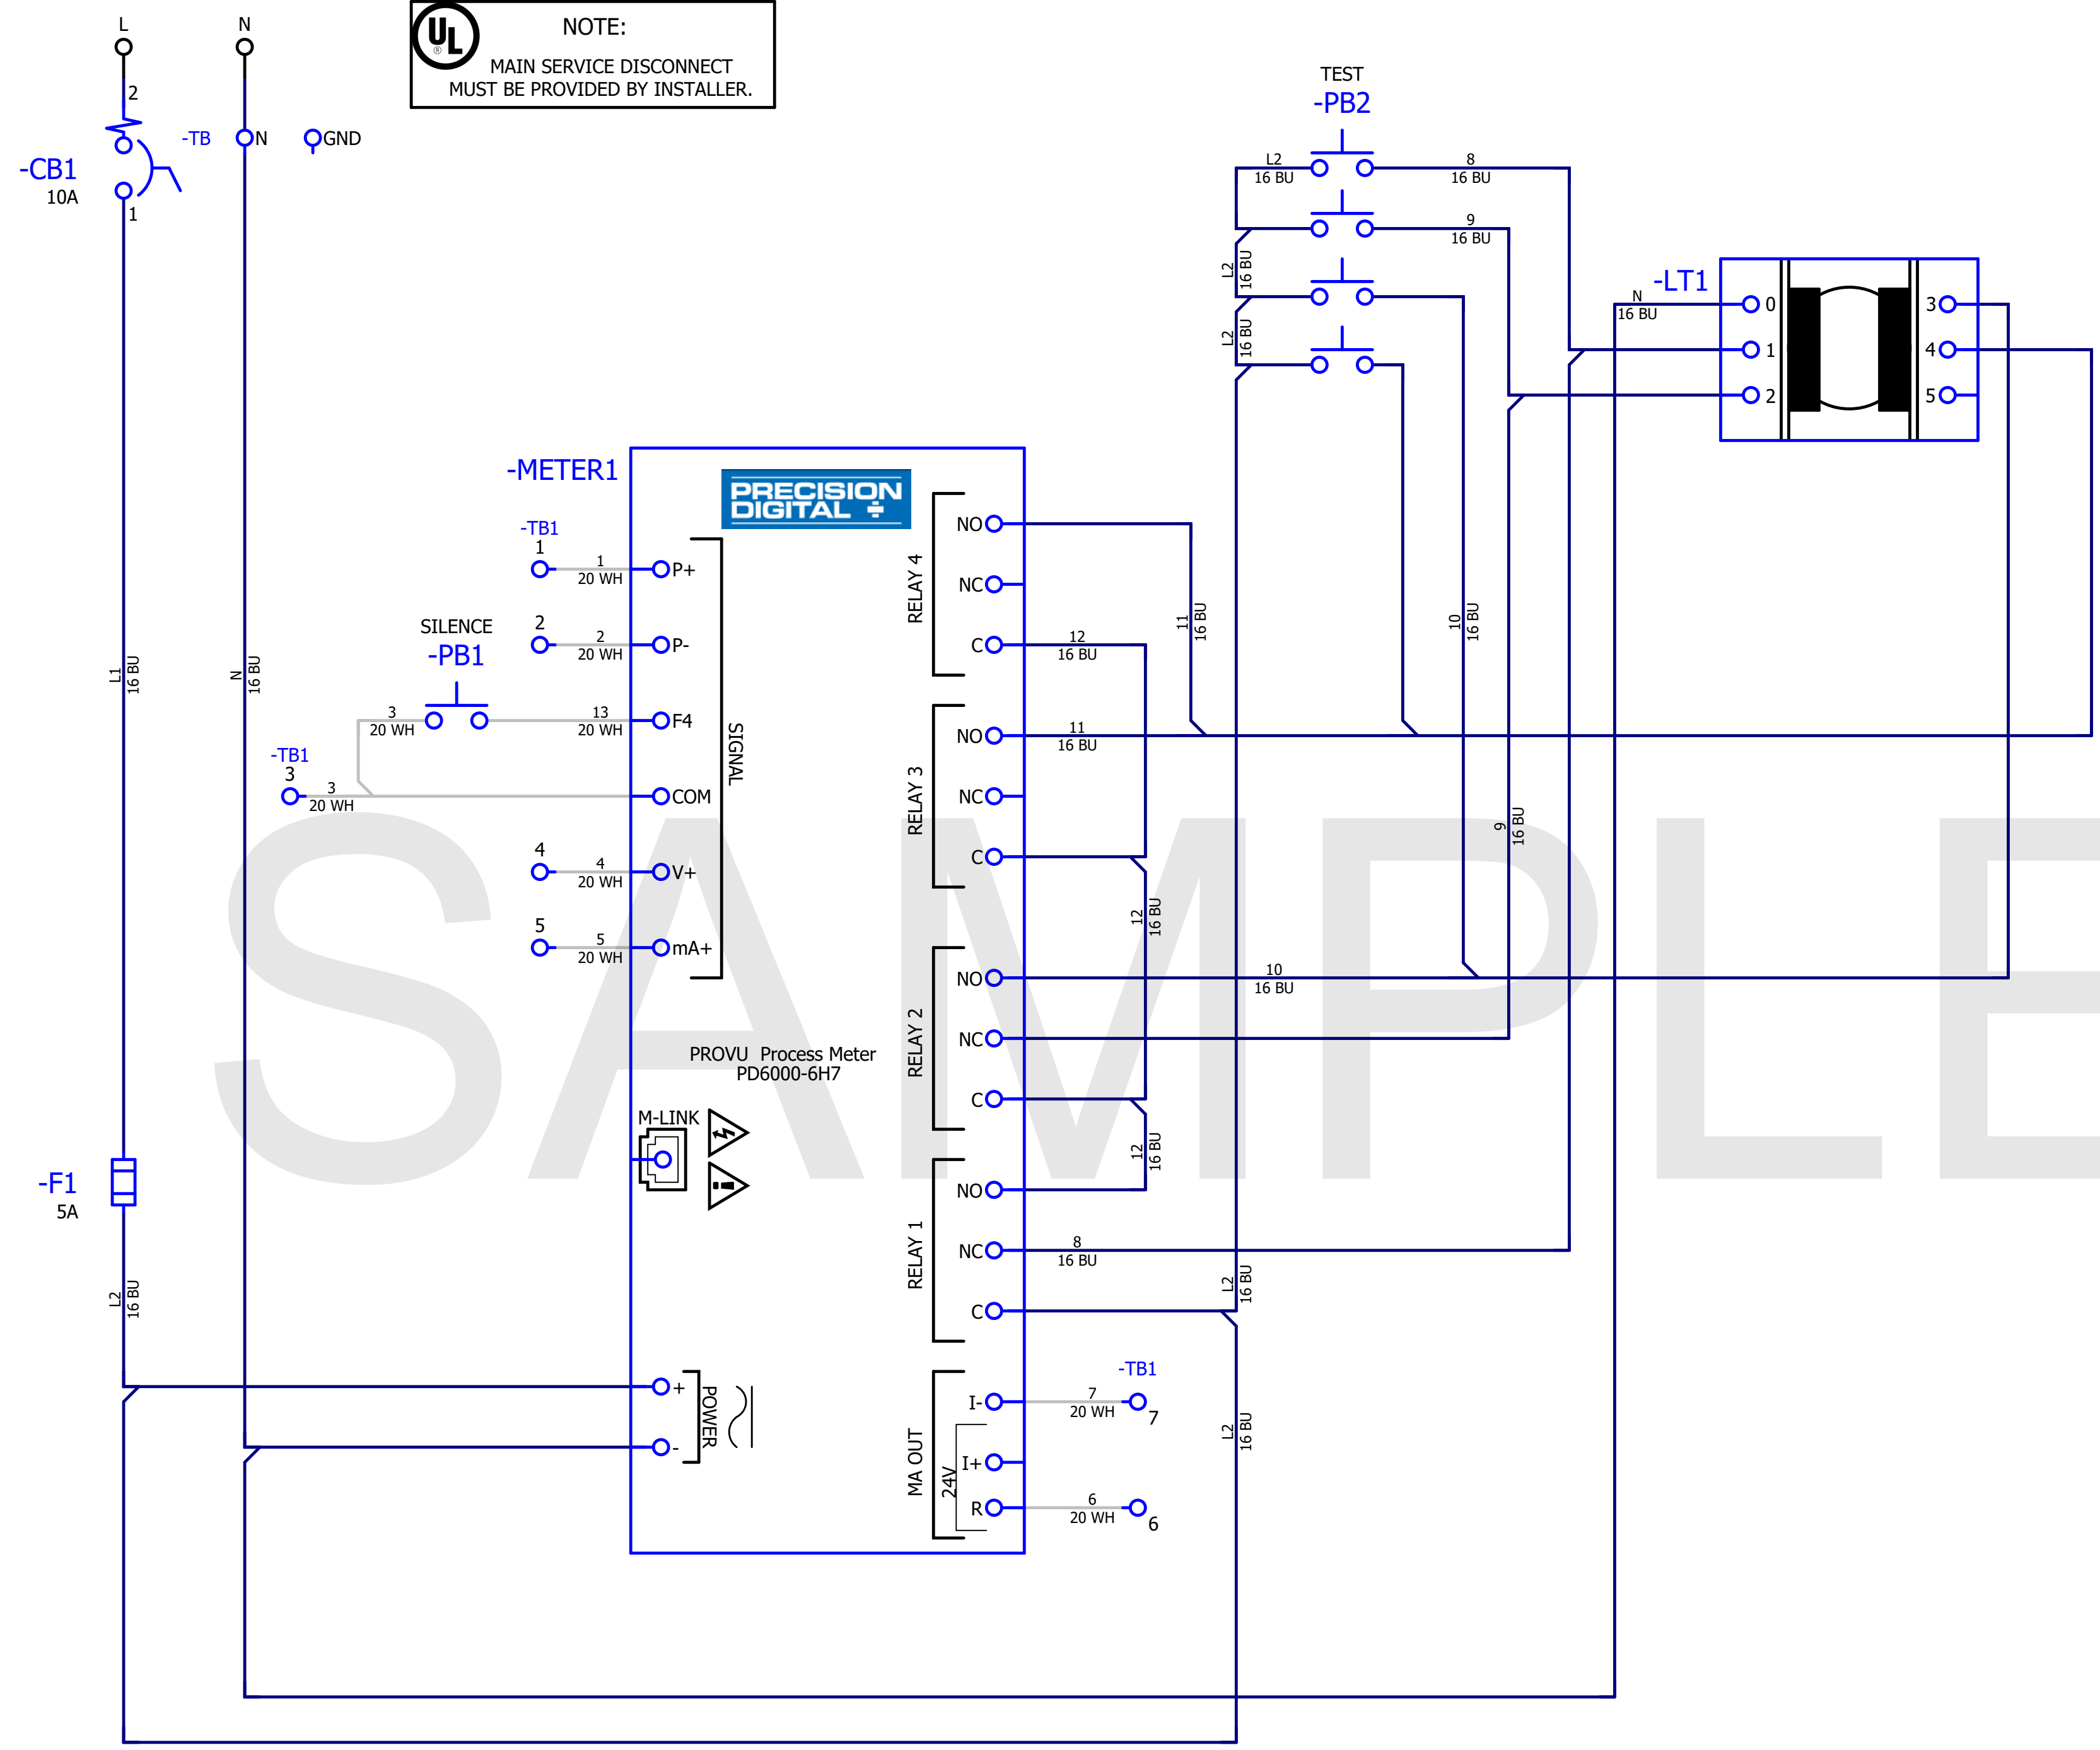 L
N
2
-CB1
10A
1
-TB
N
GND
UL
®
NOTE:
MAIN SERVICE DISCONNECT
MUST BE PROVIDED BY INSTALLER.
TEST
-PB2
L2
16 BU
8
16 BU
9
16 BU
L2
16 BU
L2
16 BU
-LT1
N
16 BU
0
1
2
3
4
5
-METER1
PRECISION
DIGITAL
-TB1
1
1
20 WH
P+
2
2
20 WH
P-
SILENCE
-PB1
3
20 WH
13
20 WH
F4
-TB1
3
3
20 WH
COM
4
4
20 WH
V+
5
5
20 WH
mA+
SIGNAL
L1
16 BU
N
16 BU
RELAY 4
NO
NC
C
12
16 BU
11
16 BU
10
16 BU
RELAY 3
NO
NC
C
11
16 BU
9
16 BU
12
16 BU
RELAY 2
NO
NC
C
10
16 BU
12
16 BU
PROVU Process Meter
PD6000-6H7
M-LINK
RELAY 1
NO
NC
C
8
16 BU
L2
16 BU
-F1
5A
L2
16 BU
+
-
POWER
MA OUT
24V
I-
I+
R
-TB1
7
20 WH
7
6
20 WH
6
L2
16 BU
SAMPLE